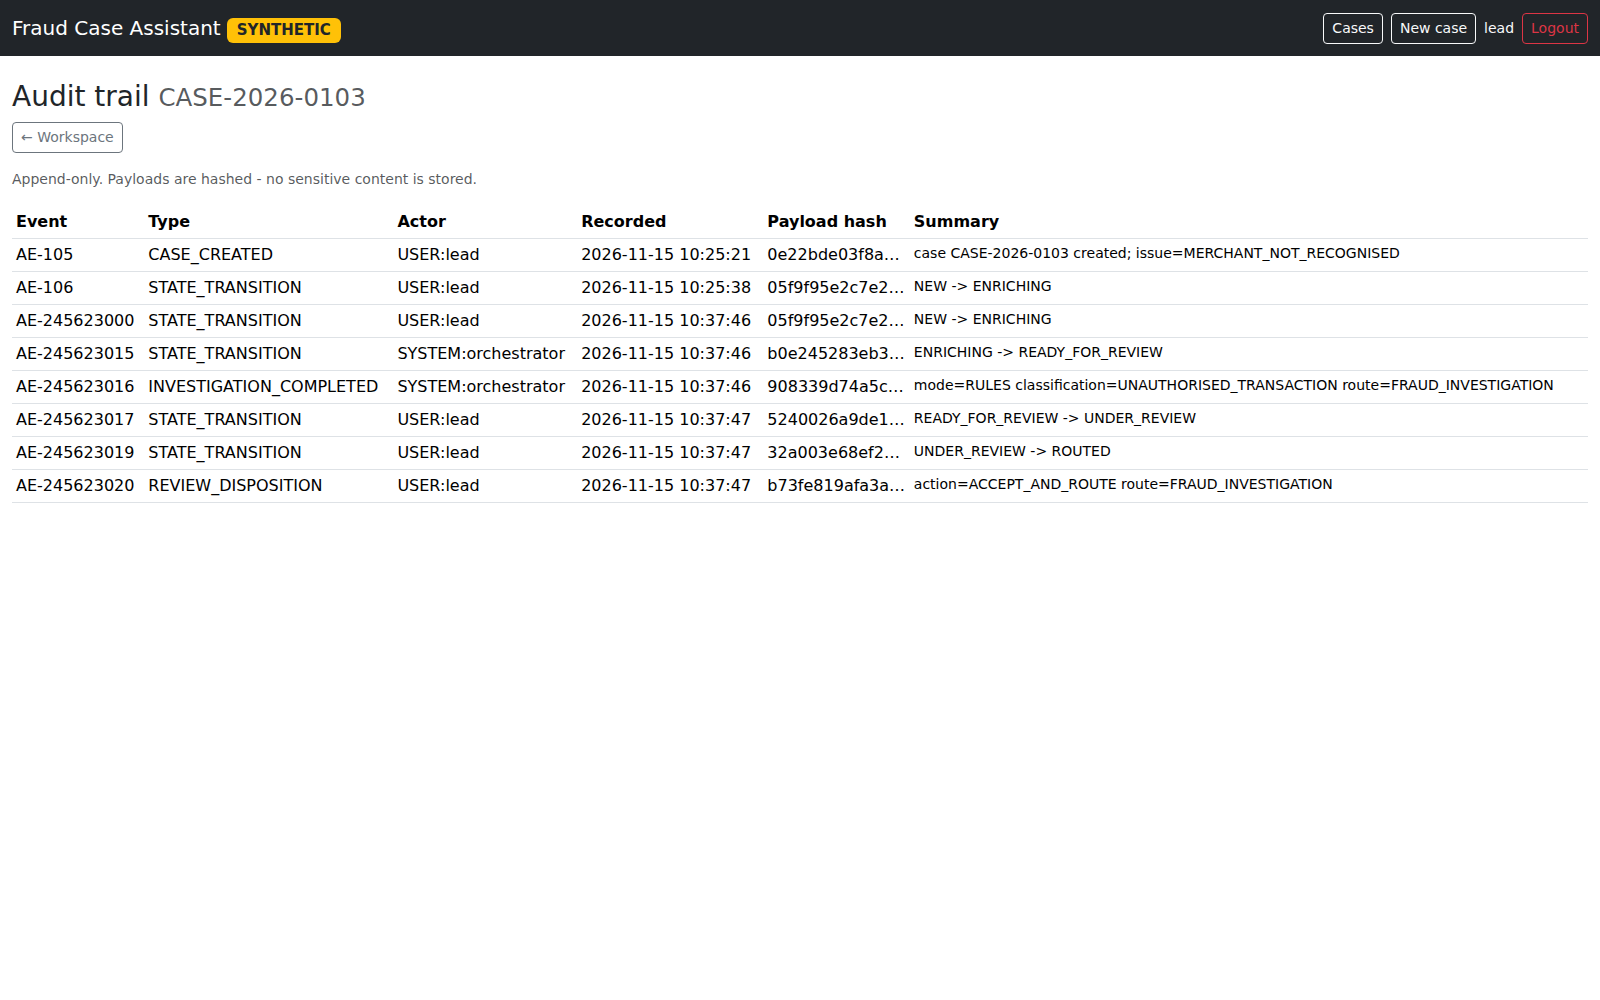 Fraud Case Assistant SYNTHETIC Cases New case lead Logout
Audit trail CASE-2026-0103
← Workspace
Append-only. Payloads are hashed - no sensitive content is stored.
Event Type Actor Recorded Payload hash Summary
AE-105 CASE_CREATED USER:lead 2026-11-15 10:25:21 0e22bde03f8a… case CASE-2026-0103 created; issue=MERCHANT_NOT_RECOGNISED
AE-106 STATE_TRANSITION USER:lead 2026-11-15 10:25:38 05f9f95e2c7e2… NEW -> ENRICHING
AE-245623000 STATE_TRANSITION USER:lead 2026-11-15 10:37:46 05f9f95e2c7e2… NEW -> ENRICHING
AE-245623015 STATE_TRANSITION SYSTEM:orchestrator 2026-11-15 10:37:46 b0e245283eb3… ENRICHING -> READY_FOR_REVIEW
AE-245623016 INVESTIGATION_COMPLETED SYSTEM:orchestrator 2026-11-15 10:37:46 908339d74a5c… mode=RULES classification=UNAUTHORISED_TRANSACTION route=FRAUD_INVESTIGATION
AE-245623017 STATE_TRANSITION USER:lead 2026-11-15 10:37:47 5240026a9de1… READY_FOR_REVIEW -> UNDER_REVIEW
AE-245623019 STATE_TRANSITION USER:lead 2026-11-15 10:37:47 32a003e68ef2… UNDER_REVIEW -> ROUTED
AE-245623020 REVIEW_DISPOSITION USER:lead 2026-11-15 10:37:47 b73fe819afa3a… action=ACCEPT_AND_ROUTE route=FRAUD_INVESTIGATION